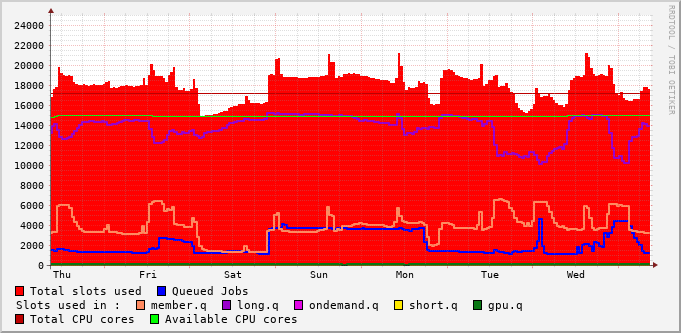 RRDTOOL / TOBI OETIKER
24000
22000
20000
18000
16000
14000
12000
10000
8000
6000
4000
2000
0
Thu Fri Sat Sun Mon Tue Wed
Total slots used Queued Jobs
Slots used in : member.q long.q ondemand.q short.q gpu.q
Total CPU cores Available CPU cores